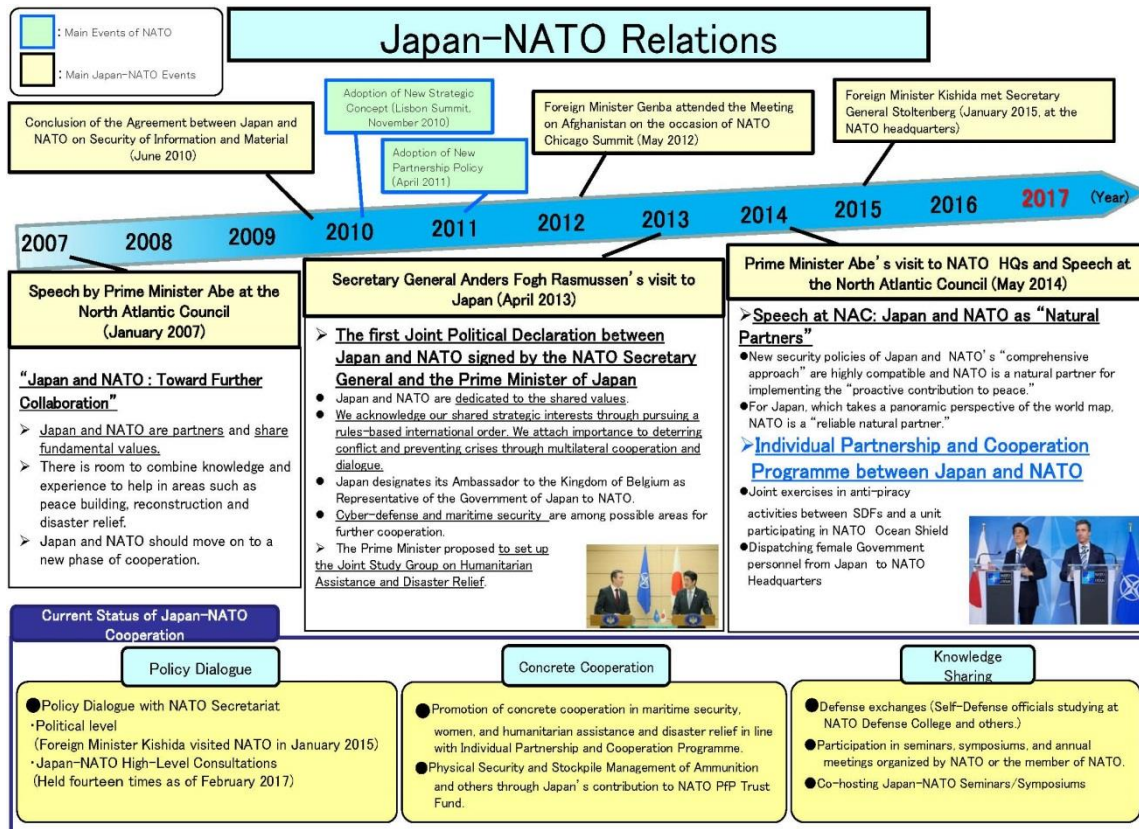 : Main Events of NATO
: Main Japan-NATO Events
Japan-NATO Relations
Conclusion of the Agreement between Japan and
NATO on Security of Information and Material
(June 2010)
Adoption of New Strategic
Concept (Lisbon Summit,
November 2010)
Adoption of New
Partnership Policy
(April 2011)
Foreign Minister Genba attended the Meeting
on Afghanistan on the occasion of NATO
Chicago Summit (May 2012)
Foreign Minister Kishida met Secretary
General Stoltenberg (January 2015, at the
NATO headquarters)
2007 2008 2009 2010 2011 2012 2013 2014 2015 2016 2017 (Year)
Speech by Prime Minister Abe at the
North Atlantic Council
(January 2007)
"Japan and NATO : Toward Further
Collaboration"
➢ Japan and NATO are partners and share
fundamental values.
➢ There is room to combine knowledge and
experience to help in areas such as
peace building, reconstruction and
disaster relief.
➢ Japan and NATO should move on to a
new phase of cooperation.
Secretary General Anders Fogh Rasmussen's visit to
Japan (April 2013)
➢ The first Joint Political Declaration between
Japan and NATO signed by the NATO Secretary
General and the Prime Minister of Japan
● Japan and NATO are dedicated to the shared values.
● We acknowledge our shared strategic interests through pursuing a
rules-based international order. We attach importance to deterring
conflict and preventing crises through multilateral cooperation and
dialogue.
● Japan designates its Ambassador to the Kingdom of Belgium as
Representative of the Government of Japan to NATO.
● Cyber-defense and maritime security are among possible areas for
further cooperation.
➢ The Prime Minister proposed to set up
the Joint Study Group on Humanitarian
Assistance and Disaster Relief.
Prime Minister Abe's visit to NATO HQs and Speech at
the North Atlantic Council (May 2014)
➢Speech at NAC: Japan and NATO as "Natural
Partners"
●New security policies of Japan and NATO's "comprehensive
approach" are highly compatible and NATO is a natural partner for
implementing the "proactive contribution to peace."
●For Japan, which takes a panoramic perspective of the world map,
NATO is a "reliable natural partner."
➢Individual Partnership and Cooperation
Programme between Japan and NATO
●Joint exercises in anti-piracy
activities between SDFs and a unit
participating in NATO Ocean Shield
●Dispatching female Government
personnel from Japan to NATO
Headquarters
Current Status of Japan-NATO
Cooperation
Policy Dialogue
●Policy Dialogue with NATO Secretariat
・Political level
(Foreign Minister Kishida visited NATO in January 2015)
・Japan-NATO High-Level Consultations
(Held fourteen times as of February 2017)
Concrete Cooperation
●Promotion of concrete cooperation in maritime security,
women, and humanitarian assistance and disaster relief in line
with Individual Partnership and Cooperation Programme.
●Physical Security and Stockpile Management of Ammunition
and others through Japan's contribution to NATO PfP Trust
Fund.
Knowledge
Sharing
●Defense exchanges (Self-Defense officials studying at
NATO Defense College and others.)
●Participation in seminars, symposiums, and annual
meetings organized by NATO or the member of NATO.
●Co-hosting Japan-NATO Seminars/Symposiums